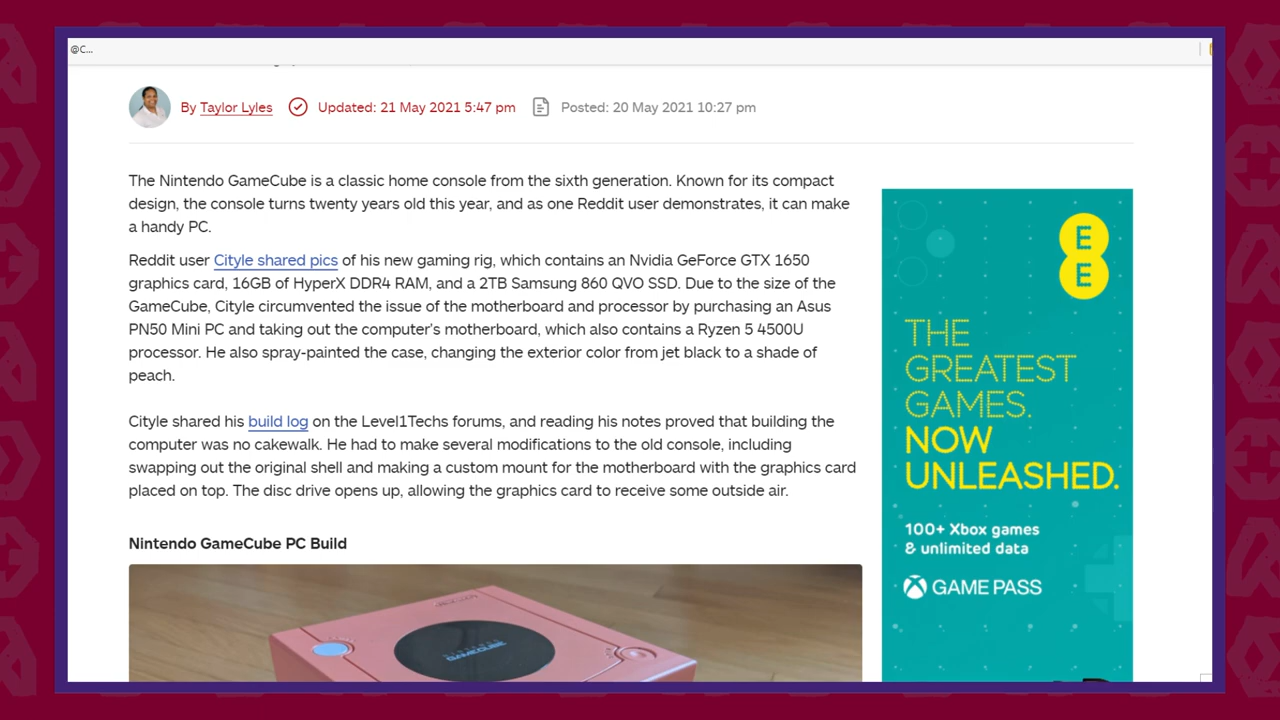 @C...
By Taylor Lyles Updated: 21 May 2021 5:47 pm Posted: 20 May 2021 10:27 pm
The Nintendo GameCube is a classic home console from the sixth generation. Known for its compact
design, the console turns twenty years old this year, and as one Reddit user demonstrates, it can make
a handy PC.
Reddit user Cityle shared pics of his new gaming rig, which contains an Nvidia GeForce GTX 1650
graphics card, 16GB of HyperX DDR4 RAM, and a 2TB Samsung 860 QVO SSD. Due to the size of the
GameCube, Cityle circumvented the issue of the motherboard and processor by purchasing an Asus
PN50 Mini PC and taking out the computer's motherboard, which also contains a Ryzen 5 4500U
processor. He also spray-painted the case, changing the exterior color from jet black to a shade of
peach.
Cityle shared his build log on the Level1Techs forums, and reading his notes proved that building the
computer was no cakewalk. He had to make several modifications to the old console, including
swapping out the original shell and making a custom mount for the motherboard with the graphics card
placed on top. The disc drive opens up, allowing the graphics card to receive some outside air.
Nintendo GameCube PC Build
NINTENDO
GAMECUBE
EE
THE
GREATEST
GAMES.
NOW
UNLEASHED.
100+ Xbox games
& unlimited data
GAME PASS